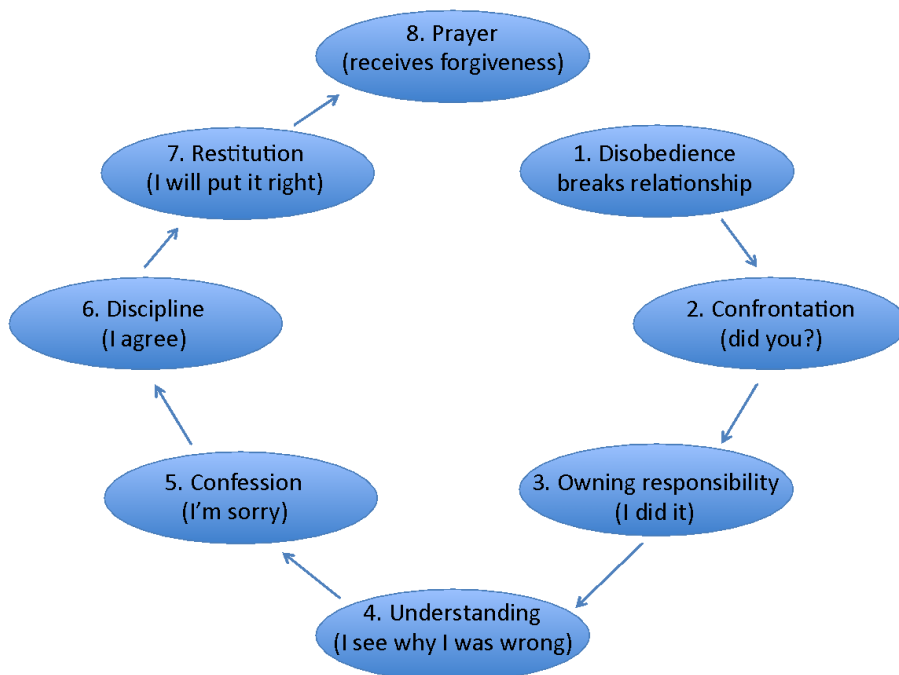 8. Prayer
(receives forgiveness)
1. Disobedience
breaks relationship
2. Confrontation
(did you?)
3. Owning responsibility
(I did it)
4. Understanding
(I see why I was wrong)
5. Confession
(I’m sorry)
6. Discipline
(I agree)
7. Restitution
(I will put it right)